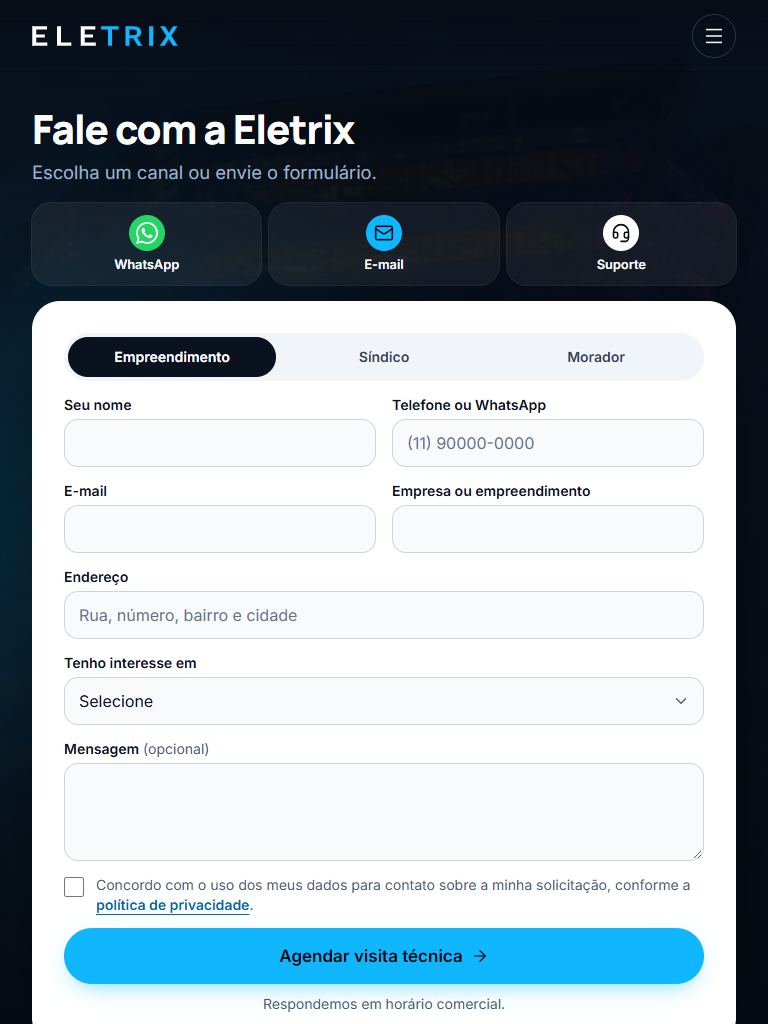 ELETRIX
Fale com a Eletrix
Escolha um canal ou envie o formulário.
WhatsApp
E-mail
Suporte
Empreendimento
Síndico
Morador
Seu nome
Telefone ou WhatsApp
(11) 90000-0000
E-mail
Empresa ou empreendimento
Endereço
Rua, número, bairro e cidade
Tenho interesse em
Selecione
Mensagem (opcional)
Concordo com o uso dos meus dados para contato sobre a minha solicitação, conforme a
política de privacidade.
Agendar visita técnica →
Respondemos em horário comercial.